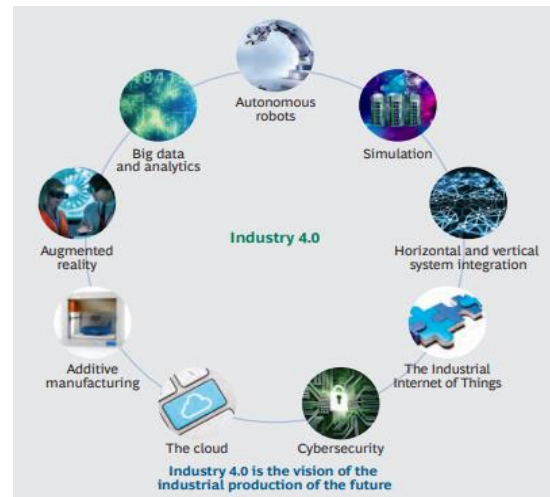 Autonomous
robots
Simulation
Horizontal and vertical
system integration
The Industrial
Internet of Things
Cybersecurity
The cloud
Additive
manufacturing
Augmented
reality
Big data
and analytics
Industry 4.0
Industry 4.0 is the vision of the
industrial production of the future